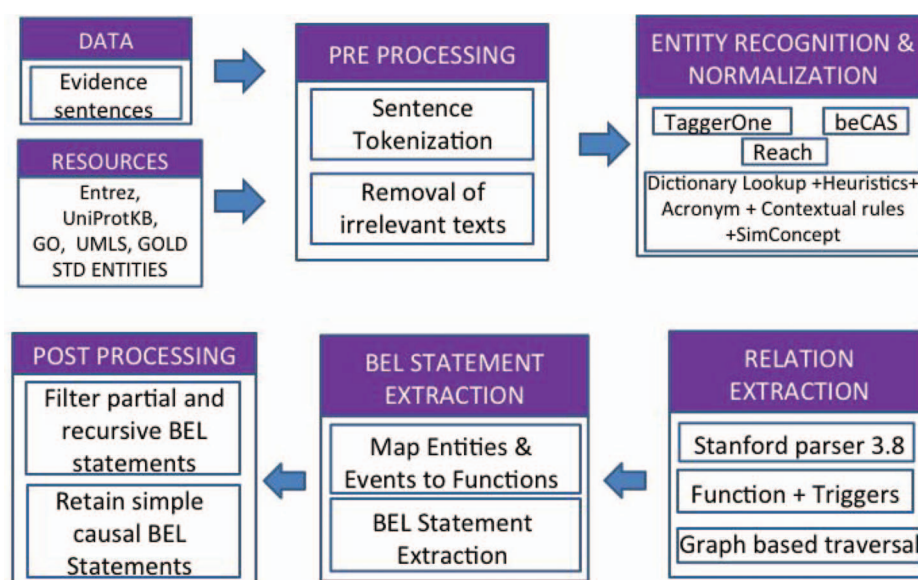 DATA
Evidence
sentences
RESOURCES
Entrez,
UniProtKB,
GO, UMLS, GOLD
STD ENTITIES
PRE PROCESSING
Sentence
Tokenization
Removal of
irrelevant texts
ENTITY RECOGNITION &
NORMALIZATION
TaggerOne
beCAS
Reach
Dictionary Lookup +Heuristics+
Acronym + Contextual rules
+SimConcept
POST PROCESSING
Filter partial and
recursive BEL
statements
Retain simple
causal BEL
Statements
BEL STATEMENT
EXTRACTION
Map Entities &
Events to Functions
BEL Statement
Extraction
RELATION
EXTRACTION
Stanford parser 3.8
Function + Triggers
Graph based traversal